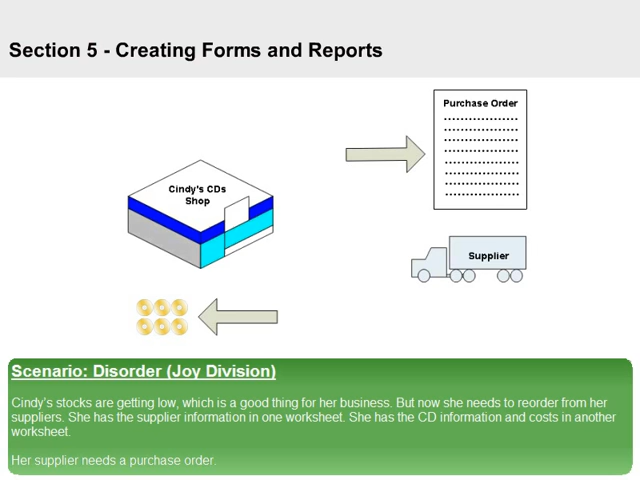 Section 5 - Creating Forms and Reports
Purchase Order
Cindy's CDs
Shop
Supplier
Scenario: Disorder (Joy Division)
Cindy's stocks are getting low, which is a good thing for her business. But now she needs to reorder from her
suppliers. She has the supplier information in one worksheet. She has the CD information and costs in another
worksheet.
Her supplier needs a purchase order.